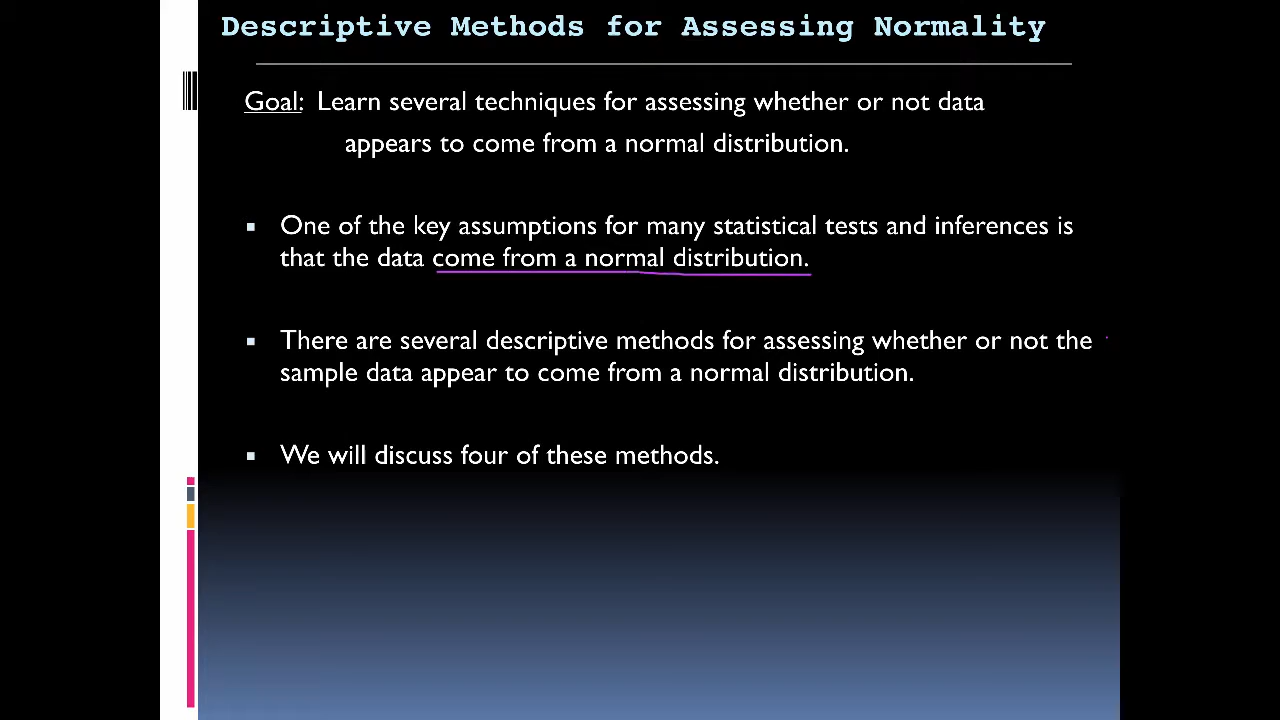 Descriptive Methods for Assessing Normality
Goal: Learn several techniques for assessing whether or not data
appears to come from a normal distribution.
▪ One of the key assumptions for many statistical tests and inferences is
that the data come from a normal distribution.
▪ There are several descriptive methods for assessing whether or not the
sample data appear to come from a normal distribution.
▪ We will discuss four of these methods.